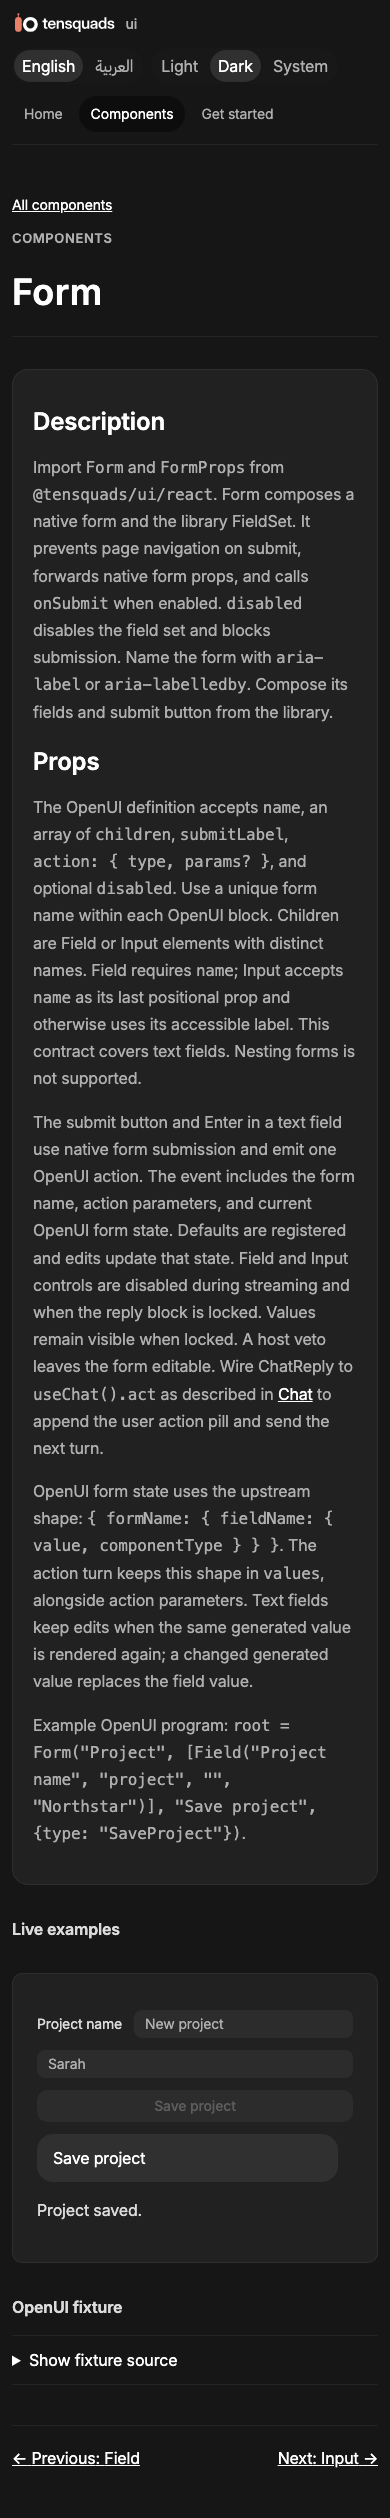 tensquads ui
English العربية Light Dark System
Home Components Get started
All components
COMPONENTS
Form
Description
Import Form and FormProps from
@tensquads/ui/react. Form composes a
native form and the library FieldSet. It
prevents page navigation on submit,
forwards native form props, and calls
onSubmit when enabled. disabled
disables the field set and blocks
submission. Name the form with aria-
label or aria-labelledby. Compose its
fields and submit button from the library.
Props
The OpenUI definition accepts name, an
array of children, submitLabel,
action: { type, params? }, and
optional disabled. Use a unique form
name within each OpenUI block. Children
are Field or Input elements with distinct
names. Field requires name; Input accepts
name as its last positional prop and
otherwise uses its accessible label. This
contract covers text fields. Nesting forms is
not supported.
The submit button and Enter in a text field
use native form submission and emit one
OpenUI action. The event includes the form
name, action parameters, and current
OpenUI form state. Defaults are registered
and edits update that state. Field and Input
controls are disabled during streaming and
when the reply block is locked. Values
remain visible when locked. A host veto
leaves the form editable. Wire ChatReply to
useChat().act as described in Chat to
append the user action pill and send the
next turn.
OpenUI form state uses the upstream
shape: { formName: { fieldName: {
value, componentType } } }. The
action turn keeps this shape in values,
alongside action parameters. Text fields
keep edits when the same generated value
is rendered again; a changed generated
value replaces the field value.
Example OpenUI program: root =
Form("Project", [Field("Project
name", "project", "",
"Northstar")], "Save project",
{type: "SaveProject"}).
Live examples
Project name New project
Sarah
Save project
Save project
Project saved.
OpenUI fixture
▶ Show fixture source
← Previous: Field Next: Input →